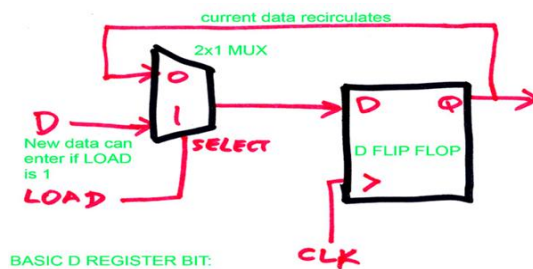 current data recirculates
2x1 MUX
0
1
D
New data can
enter if LOAD
is 1
SELECT
LOAD
D Q
D FLIP FLOP
>
CLK
BASIC D REGISTER BIT: